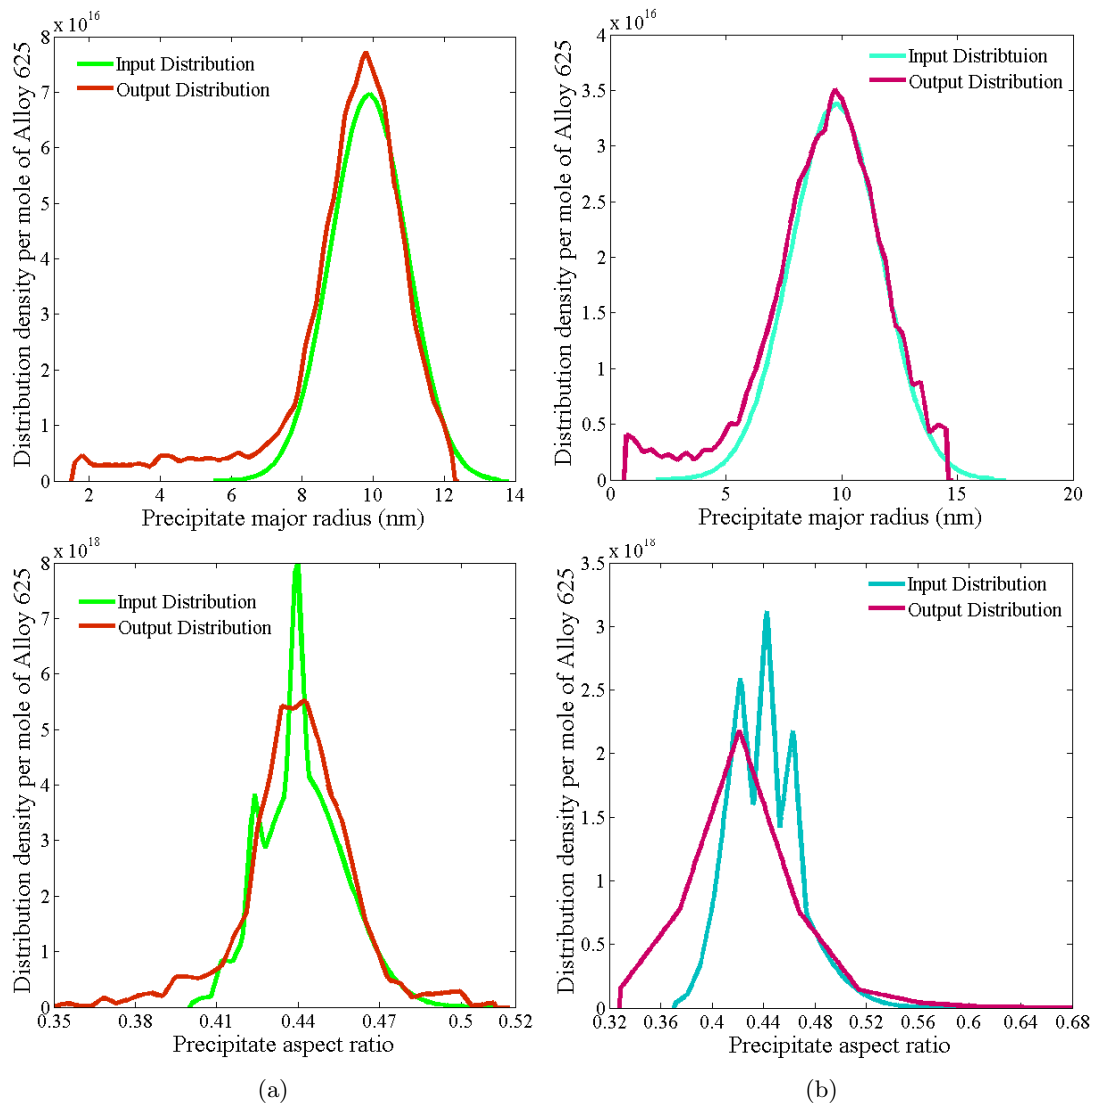 x 10^16
Distribution density per mole of Alloy 625
8
7
6
5
4
3
2
1
0
Input Distribution
Output Distribution
2 4 6 8 10 12 14
Precipitate major radius (nm)
x 10^16
Distribution density per mole of Alloy 625
4
3.5
3
2.5
2
1.5
1
0.5
0
Input Distribtuion
Output Distribution
0 5 10 15 20
Precipitate major radius (nm)
x 10^18
Distribution density per mole of Alloy 625
8
7
6
5
4
3
2
1
0
Input Distribution
Output Distribution
0.35 0.38 0.41 0.44 0.47 0.5 0.52
Precipitate aspect ratio
(a)
x 10^18
Distribution density per mole of Alloy 625
3.5
3
2.5
2
1.5
1
0.5
0
Input Distribution
Output Distribution
0.32 0.36 0.4 0.44 0.48 0.52 0.56 0.6 0.64 0.68
Precipitate aspect ratio
(b)